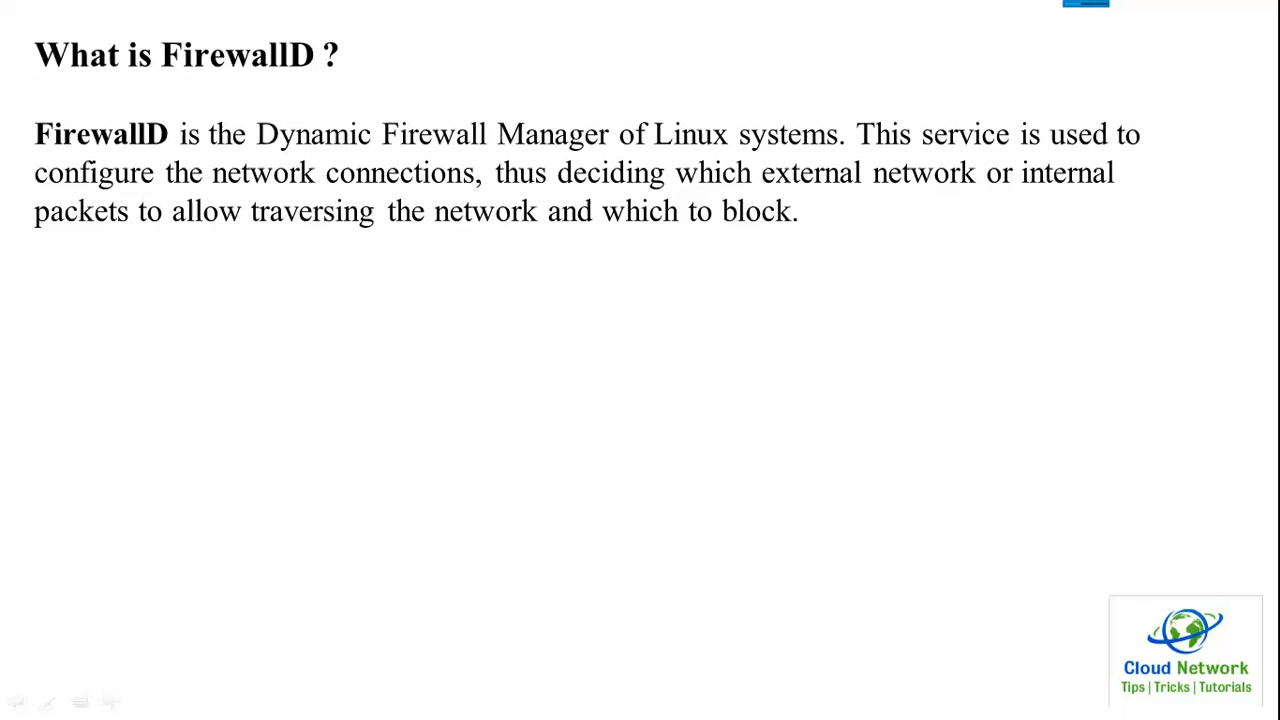 What is FirewallD ?
FirewallD is the Dynamic Firewall Manager of Linux systems. This service is used to
configure the network connections, thus deciding which external network or internal
packets to allow traversing the network and which to block.
Cloud Network
Tips | Tricks | Tutorials